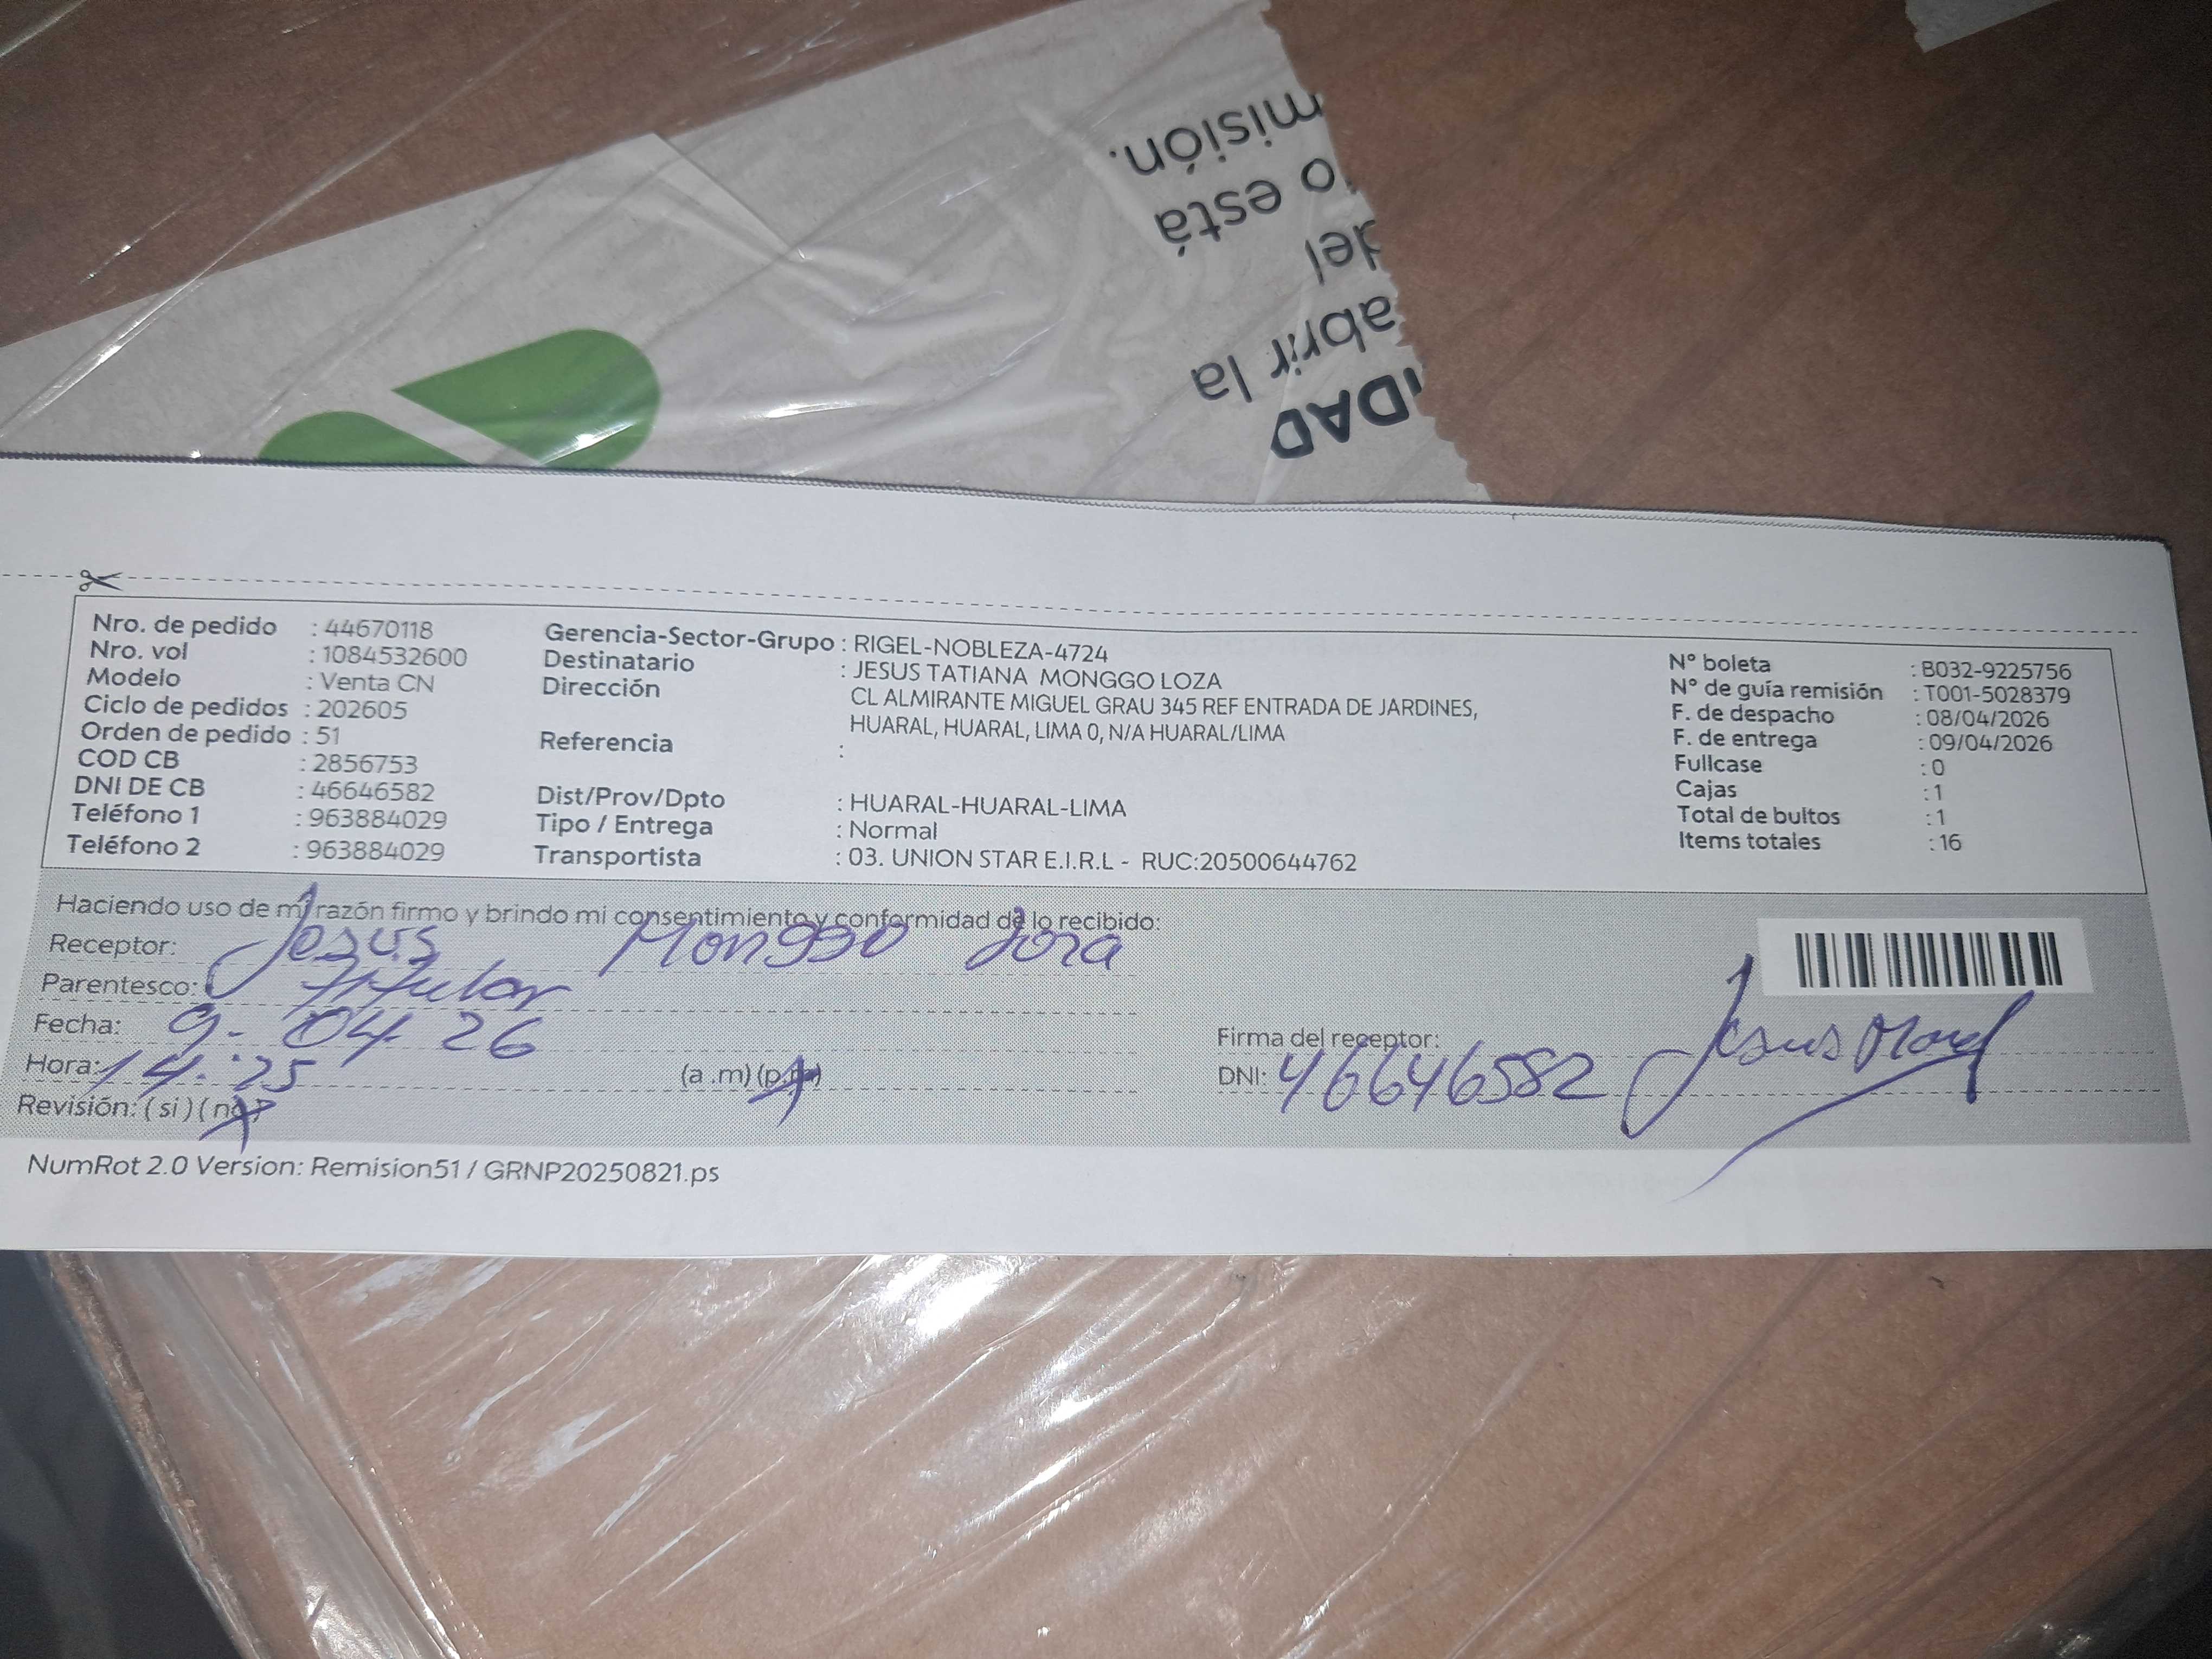 misión.
o está
del
abrir la
IDAD
Nro. de pedido : 44670118
Nro. vol : 1084532600
Modelo : Venta CN
Ciclo de pedidos : 202605
Orden de pedido : 51
COD CB : 2856753
DNI DE CB : 46646582
Teléfono 1 : 963884029
Teléfono 2 : 963884029
Gerencia-Sector-Grupo : RIGEL-NOBLEZA-4724
Destinatario : JESUS TATIANA MONGGO LOZA
Dirección CL ALMIRANTE MIGUEL GRAU 345 REF ENTRADA DE JARDINES,
HUARAL, HUARAL, LIMA 0, N/A HUARAL/LIMA
Referencia :
Dist/Prov/Dpto : HUARAL-HUARAL-LIMA
Tipo / Entrega : Normal
Transportista : 03. UNION STAR E.I.R.L - RUC:20500644762
N° boleta : B032-9225756
N° de guía remisión : T001-5028379
F. de despacho : 08/04/2026
F. de entrega : 09/04/2026
Fullcase : 0
Cajas : 1
Total de bultos : 1
Items totales : 16
Haciendo uso de mi razón firmo y brindo mi consentimiento y conformidad de lo recibido:
Receptor: Jesus Monggo Loza
Parentesco: titular
Fecha: 9- 04 26
Hora: 14:25 (a .m) (p.m)
Revisión: ( si ) ( no )
Firma del receptor:
DNI: 46646582
NumRot 2.0 Version: Remision51 / GRNP20250821.ps